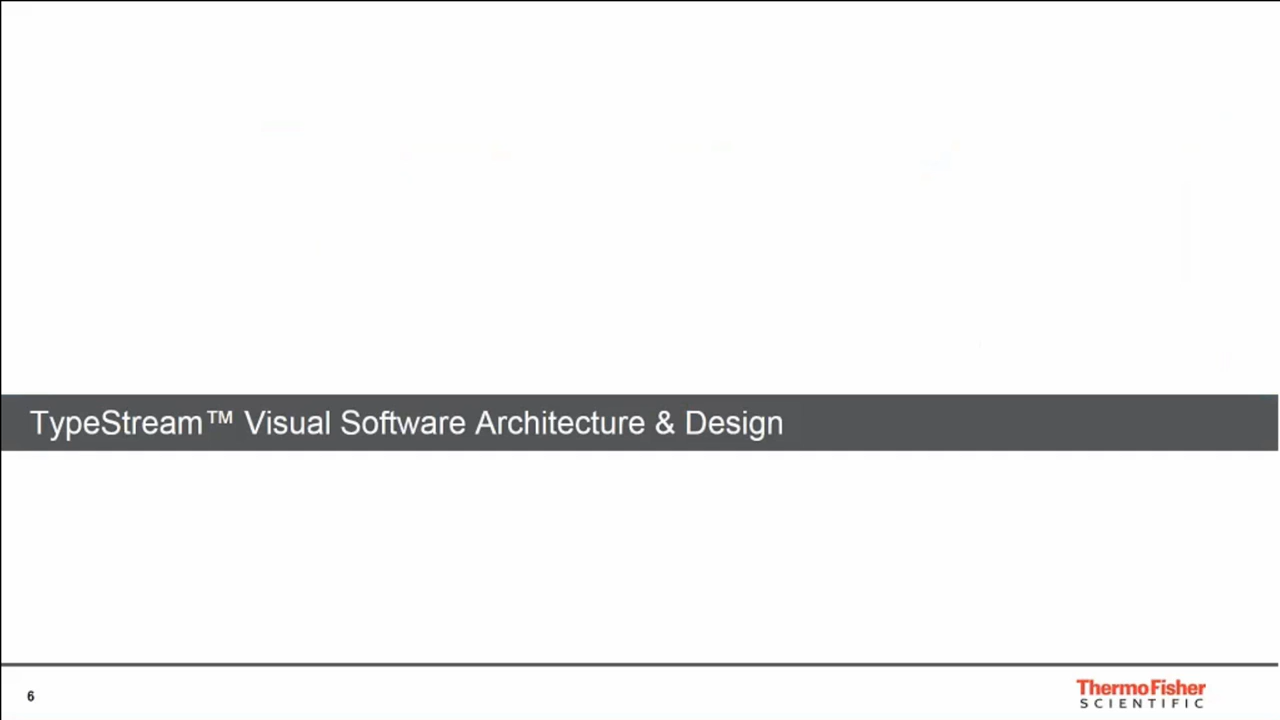 TypeStream™ Visual Software Architecture & Design
6
ThermoFisher
SCIENTIFIC